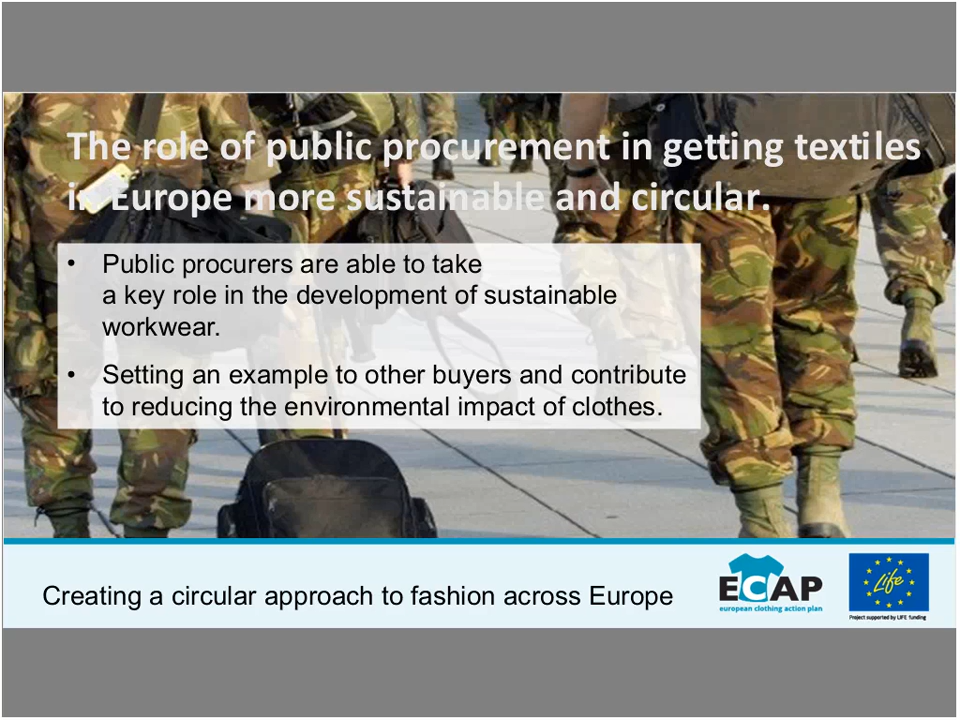 The role of public procurement in getting textiles
in Europe more sustainable and circular.
• Public procurers are able to take
a key role in the development of sustainable
workwear.
• Setting an example to other buyers and contribute
to reducing the environmental impact of clothes.
Creating a circular approach to fashion across Europe
ECAP
european clothing action plan
Life
Project supported by LIFE funding